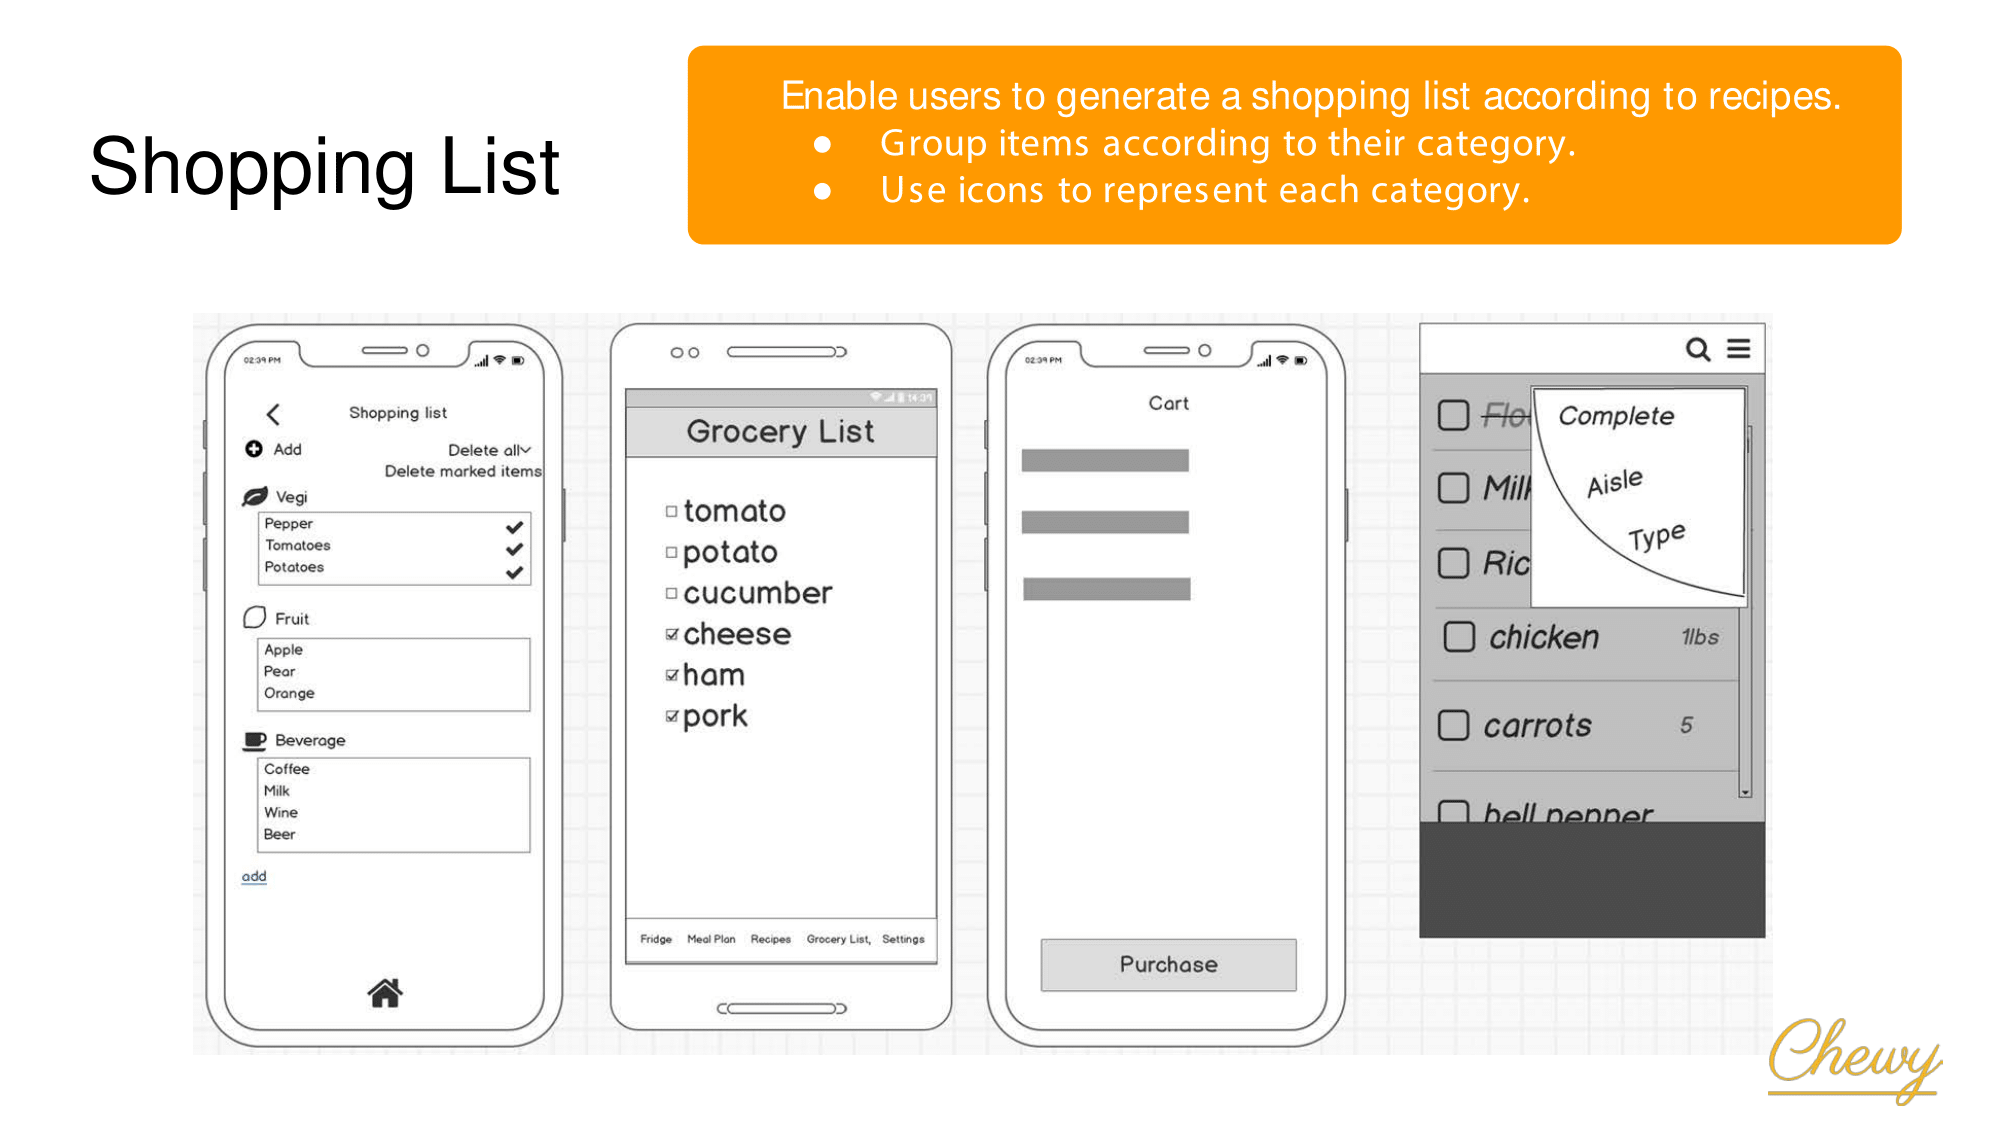 Shopping List
Enable users to generate a shopping list according to recipes.
● Group items according to their category.
● Use icons to represent each category.
02:39 PM
Shopping list
Add
Delete all
Delete marked items
Vegi
Pepper
Tomatoes
Potatoes
Fruit
Apple
Pear
Orange
Beverage
Coffee
Milk
Wine
Beer
add
14:39
Grocery List
tomato
potato
cucumber
cheese
ham
pork
Fridge Meal Plan Recipes Grocery List, Settings
02:39 PM
Cart
Purchase
Complete
Aisle
Type
Flo
Mil
Ric
chicken 1lbs
carrots 5
bell pepper
Chewy